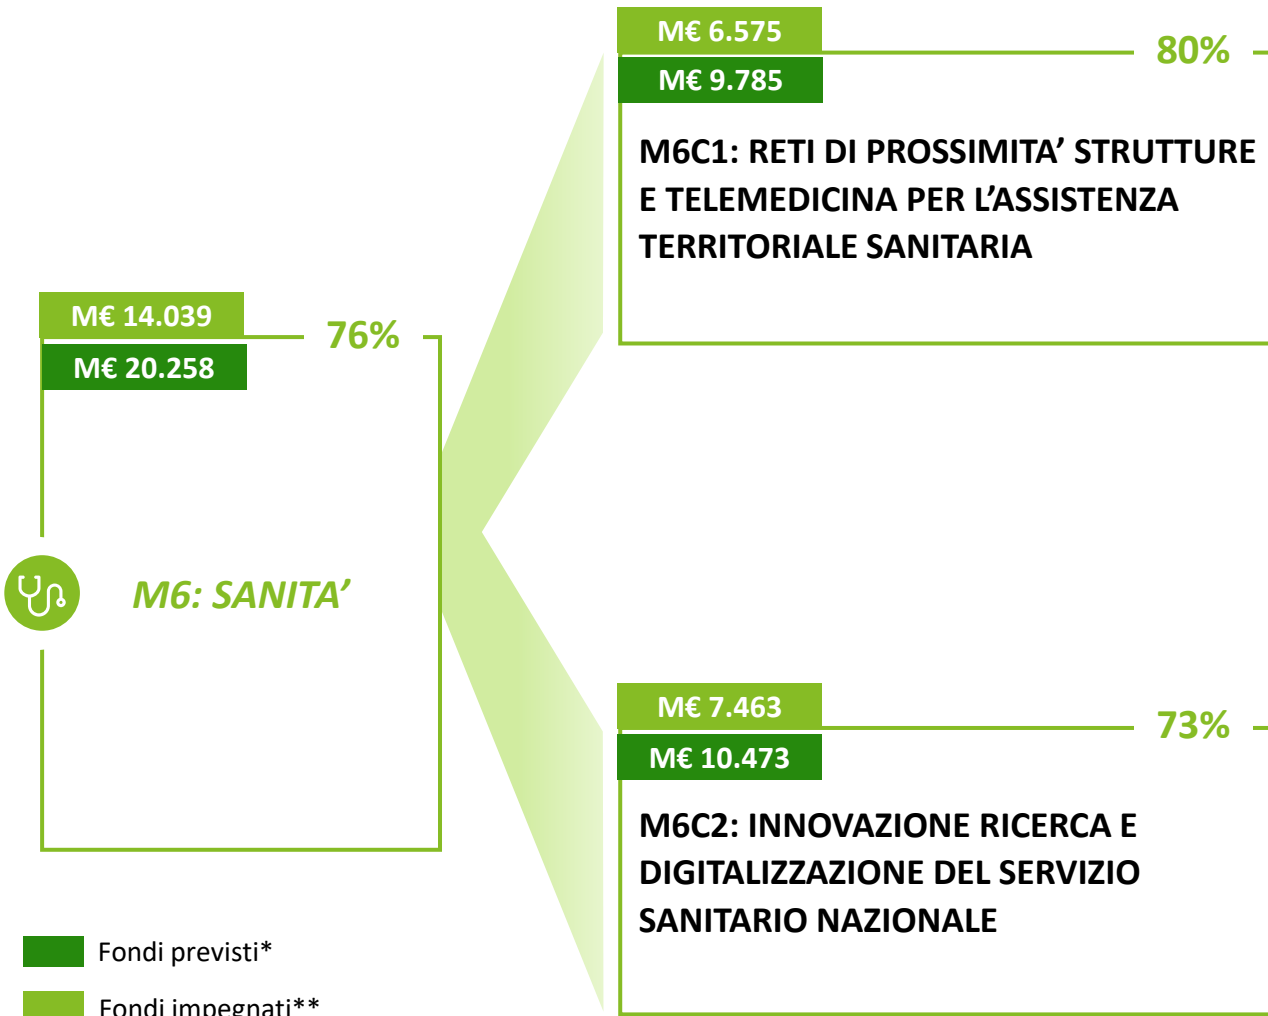 M€ 14.039
76%
M€ 20.258
M6: SANITA’
M€ 6.575
80%
M€ 9.785
M6C1: RETI DI PROSSIMITA’ STRUTTURE
E TELEMEDICINA PER L’ASSISTENZA
TERRITORIALE SANITARIA
M€ 7.463
73%
M€ 10.473
M6C2: INNOVAZIONE RICERCA E
DIGITALIZZAZIONE DEL SERVIZIO
SANITARIO NAZIONALE
Fondi previsti*
Fondi impegnati**